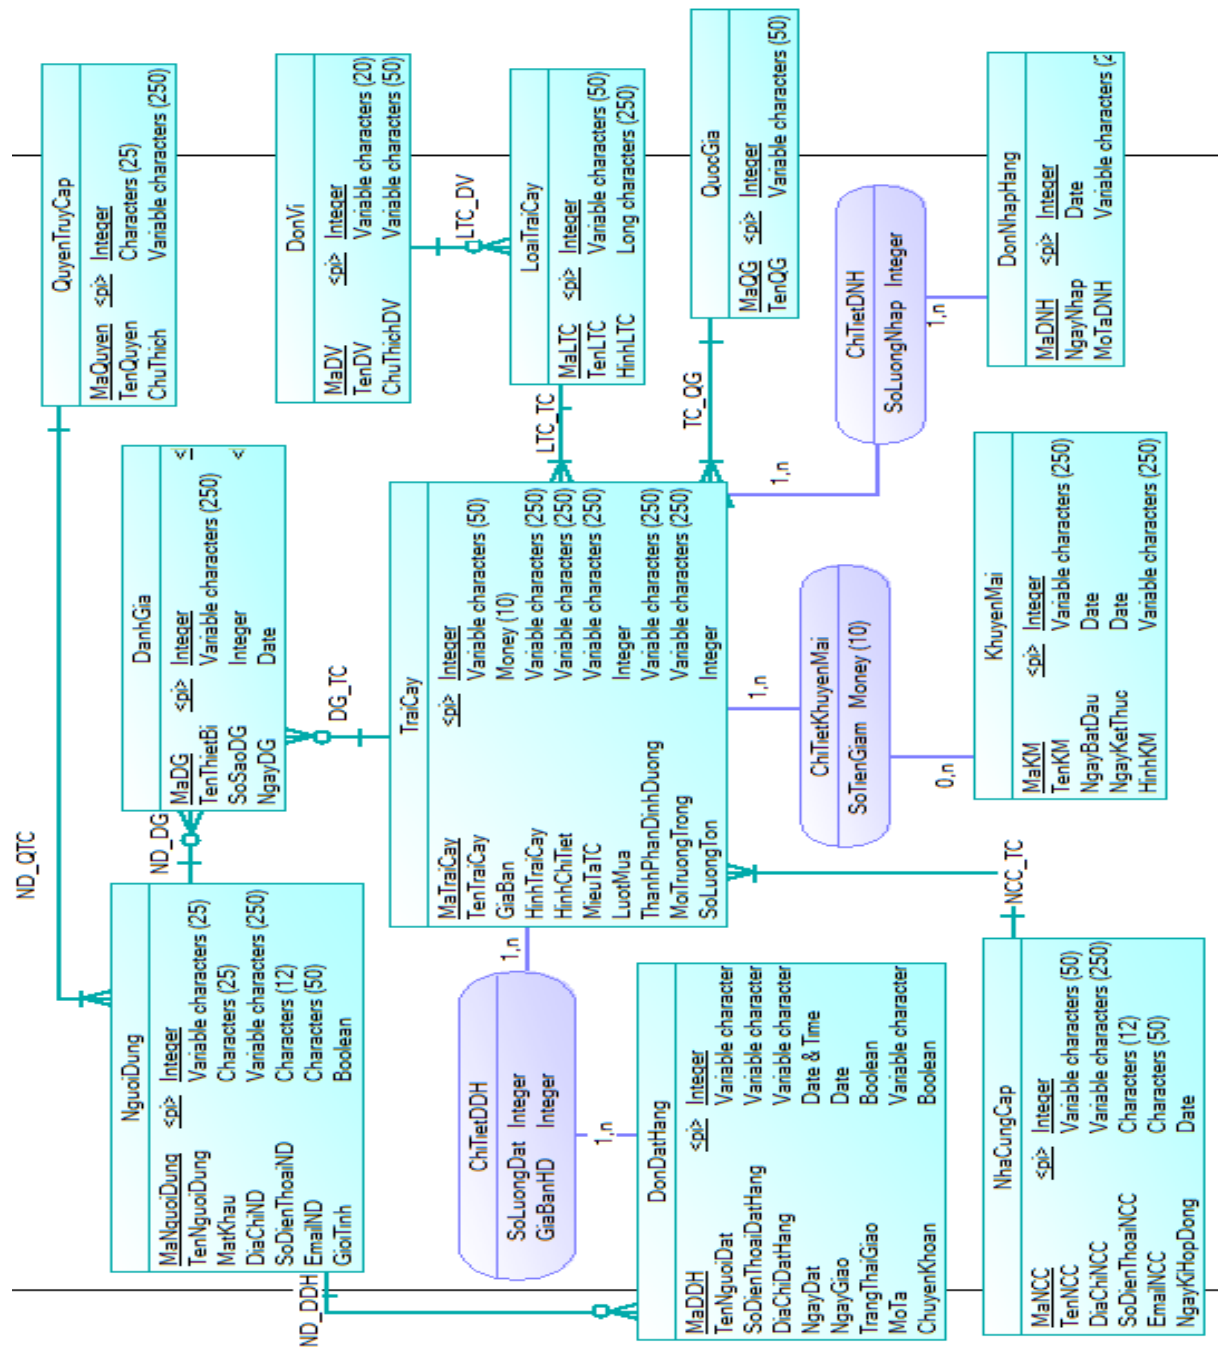 QuyenTruyCap
MaQuyen <pi> Integer
TenQuyen Characters (25)
ChuThich Variable characters (250)
ND_QTC
DonVi
MaDV <pi> Integer
TenDV Variable characters (20)
ChuThichDV Variable characters (50)
LTC_DV
LoaiTraiCay
MaLTC <pi> Integer
TenLTC Variable characters (50)
HinhLTC Long characters (250)
LTC_TC
QuocGia
MaQG <pi> Integer
TenQG Variable characters (50)
TC_QG
DonNhapHang
MaDNH <pi> Integer
NgayNhap Date
MoTaDNH Variable characters (2
ChiTietDNH
SoLuongNhap Integer
1,n
1,n
DanhGia
MaDG <pi> Integer <
TenThietBi Variable characters (250)
SoSaoDG Integer <
NgayDG Date
ND_DG
DG_TC
TraiCay
MaTraiCay <pi> Integer
TenTraiCay Variable characters (50)
GiaBan Money (10)
HinhTraiCay Variable characters (250)
HinhChiTiet Variable characters (250)
MieuTaTC Variable characters (250)
LuotMua Integer
ThanhPhanDinhDuong Variable characters (250)
MoiTruongTrong Variable characters (250)
SoLuongTon Integer
1,n
ChiTietKhuyenMai
SoTienGiam Money (10)
0,n
KhuyenMai
MaKM <pi> Integer
TenKM Variable characters (250)
NgayBatDau Date
NgayKetThuc Date
HinhKM Variable characters (250)
NguoiDung
MaNguoiDung <pi> Integer
TenNguoiDung Variable characters (25)
MatKhau Characters (25)
DiaChiND Variable characters (250)
SoDienThoaiND Characters (12)
EmailND Characters (50)
GioiTinh Boolean
ND_DDH
1,n
ChiTietDDH
SoLuongDat Integer
GiaBanHD Integer
1,n
DonDatHang
MaDDH <pi> Integer
TenNguoiDat Variable character
SoDienThoaiDatHang Variable character
DiaChiDatHang Variable character
NgayDat Date & Time
NgayGiao Date
TrangThaiGiao Boolean
MoTa Variable character
ChuyenKhoan Boolean
NCC_TC
NhaCungCap
MaNCC <pi> Integer
TenNCC Variable characters (50)
DiaChiNCC Variable characters (250)
SoDienThoaiNCC Characters (12)
EmailNCC Characters (50)
NgayKiHopDong Date